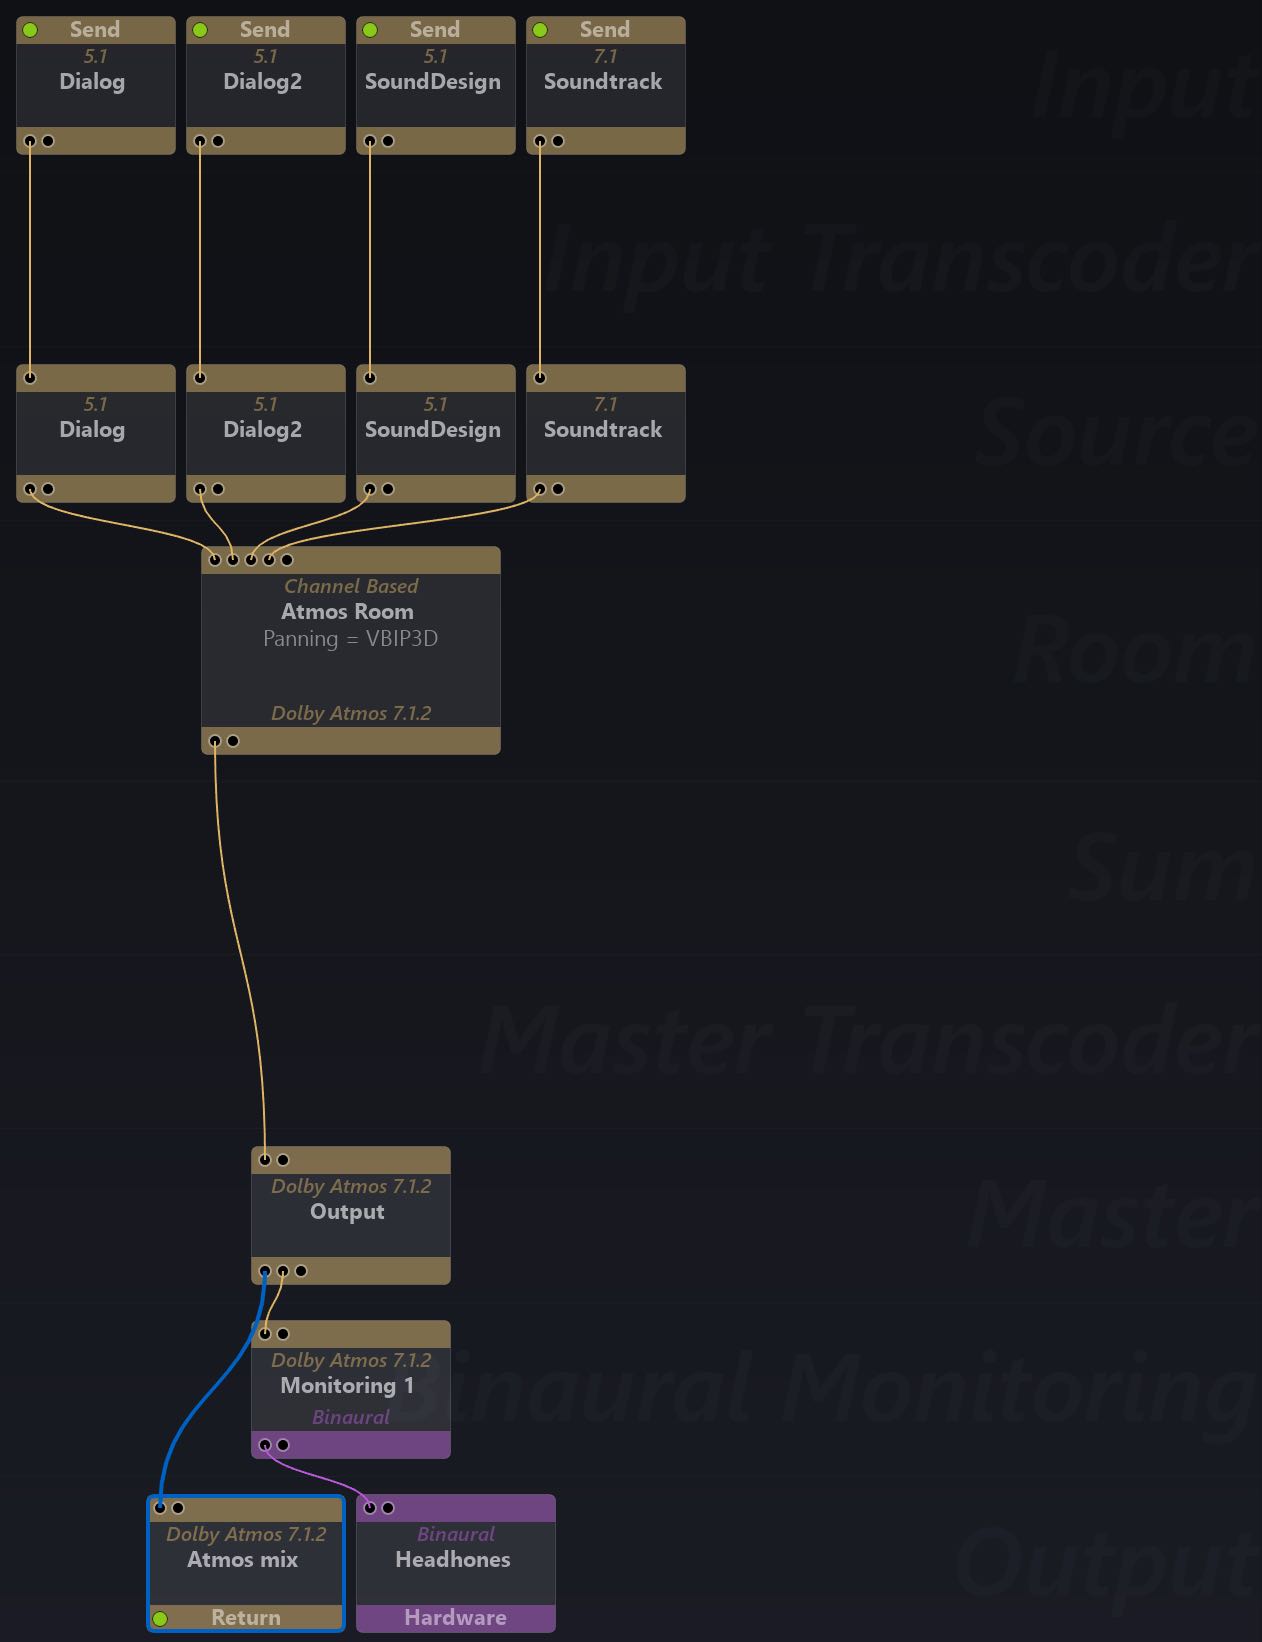 Send
5.1
Dialog
Send
5.1
Dialog2
Send
5.1
SoundDesign
Send
7.1
Soundtrack
Input
Input Transcoder
5.1
Dialog
5.1
Dialog2
5.1
SoundDesign
7.1
Soundtrack
Source
Channel Based
Atmos Room
Panning = VBIP3D
Dolby Atmos 7.1.2
Room
Sum
Master Transcoder
Dolby Atmos 7.1.2
Output
Master
Dolby Atmos 7.1.2
Monitoring 1
Binaural
Binaural Monitoring
Dolby Atmos 7.1.2
Atmos mix
Return
Binaural
Headhones
Hardware
Output